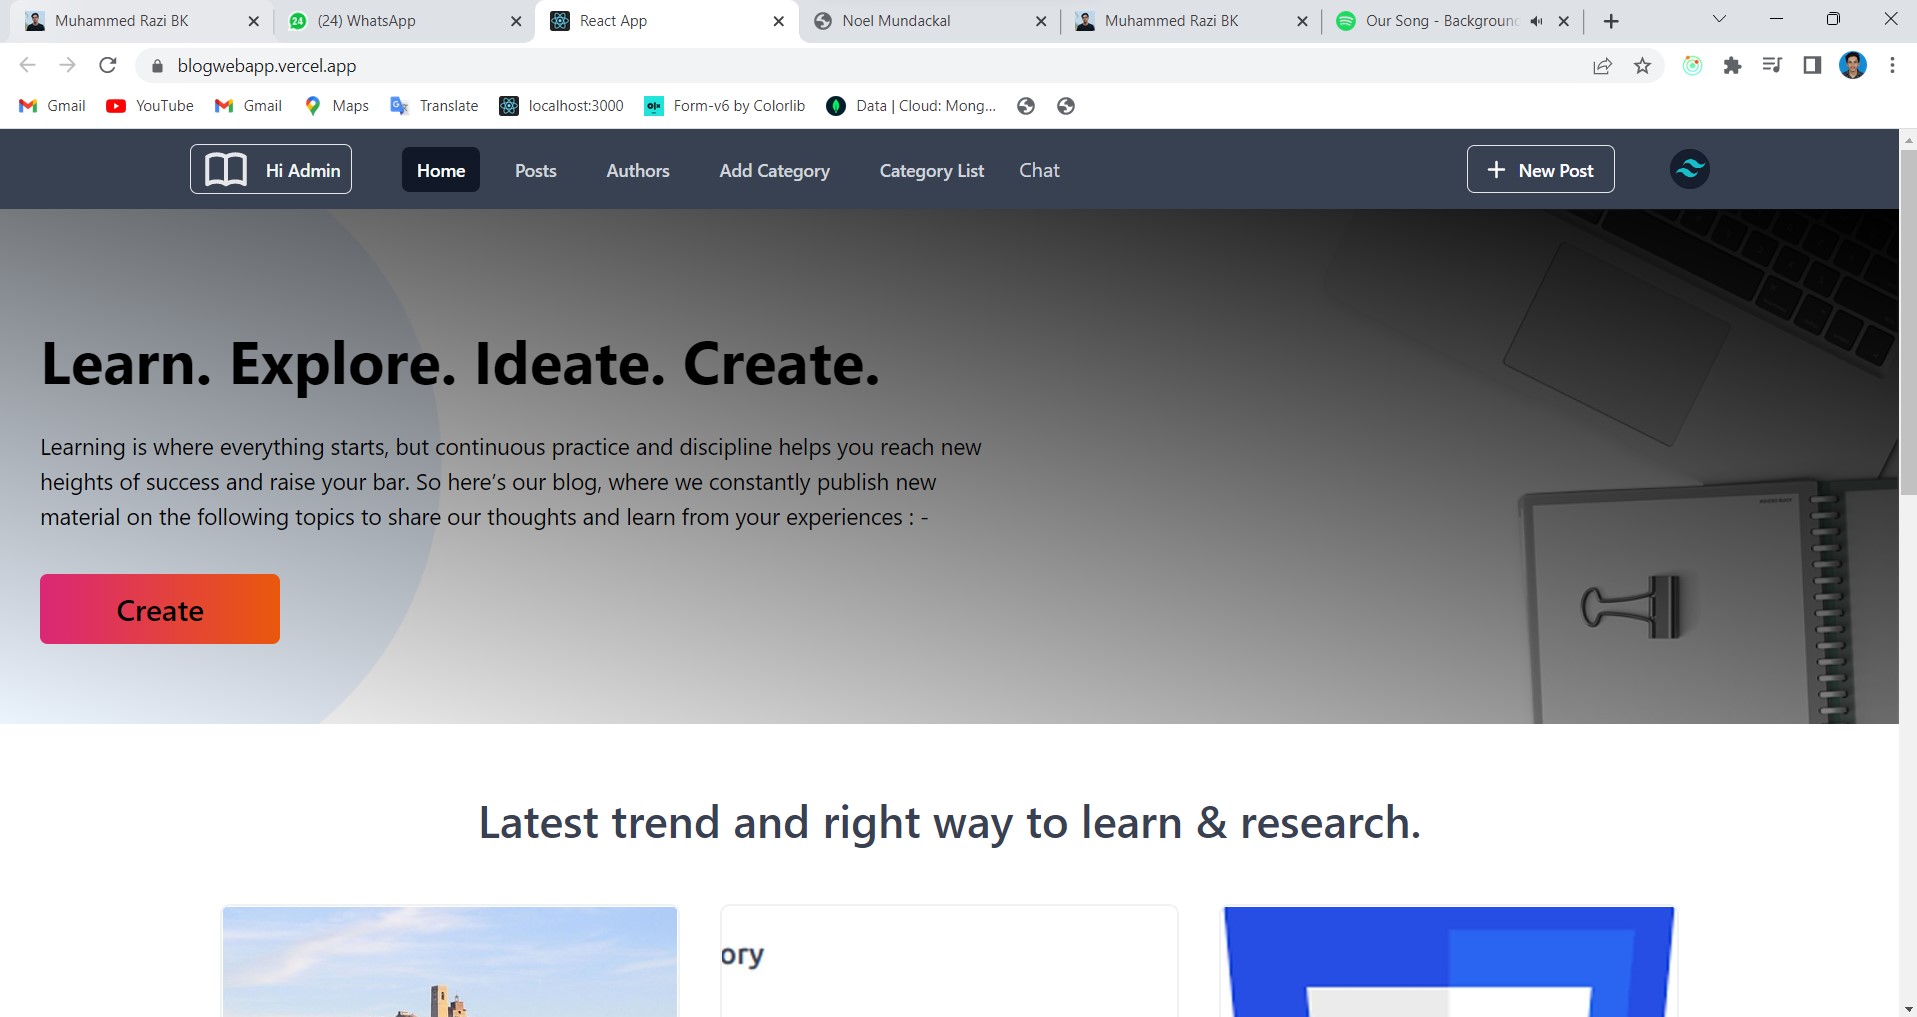 Muhammed Razi BK
24
(24) WhatsApp
React App
Noel Mundackal
Muhammed Razi BK
Our Song - Background
blogwebapp.vercel.app
Gmail
YouTube
Gmail
Maps
Translate
localhost:3000
olx
Form-v6 by Colorlib
Data | Cloud: Mong...
Hi Admin
Home
Posts
Authors
Add Category
Category List
Chat
New Post
Learn. Explore. Ideate. Create.
Learning is where everything starts, but continuous practice and discipline helps you reach new
heights of success and raise your bar. So here’s our blog, where we constantly publish new
material on the following topics to share our thoughts and learn from your experiences : -
Create
Latest trend and right way to learn & research.
ory